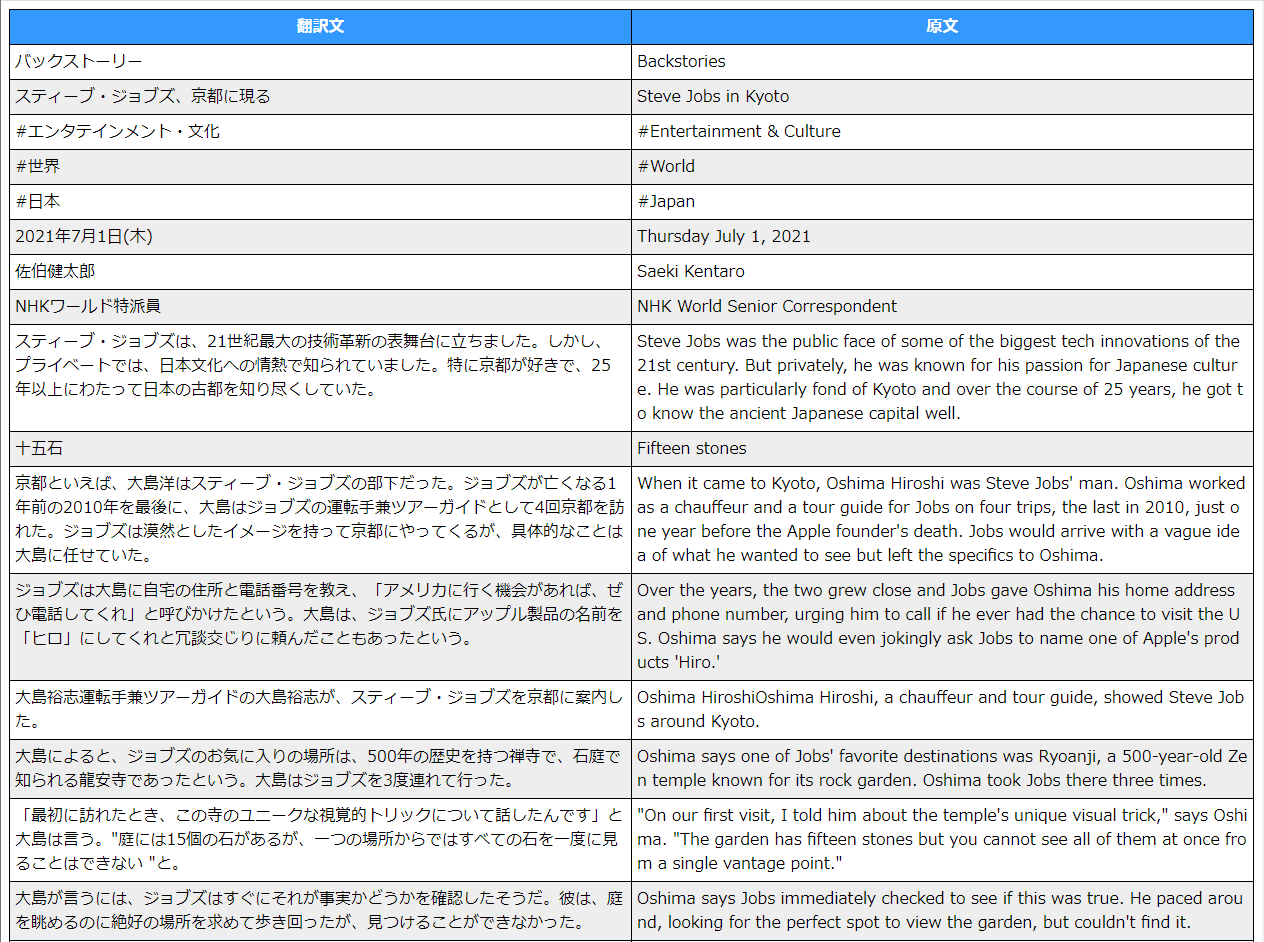 翻訳文 原文
バックストーリー Backstories
スティーブ・ジョブズ、京都に現る Steve Jobs in Kyoto
#エンタテインメント・文化 #Entertainment & Culture
#世界 #World
#日本 #Japan
2021年7月1日(木) Thursday July 1, 2021
佐伯健太郎 Saeki Kentaro
NHKワールド特派員 NHK World Senior Correspondent
スティーブ・ジョブズは、21世紀最大の技術革新の表舞台に立ちました。しかし、
プライベートでは、日本文化への情熱で知られていました。特に京都が好きで、25
年以上にわたって日本の古都を知り尽くしていた。
Steve Jobs was the public face of some of the biggest tech innovations of the
21st century. But privately, he was known for his passion for Japanese cultur
e. He was particularly fond of Kyoto and over the course of 25 years, he got t
o know the ancient Japanese capital well.
十五石 Fifteen stones
京都といえば、大島洋はスティーブ・ジョブズの部下だった。ジョブズが亡くなる1
年前の2010年を最後に、大島はジョブズの運転手兼ツアーガイドとして4回京都を訪
れた。ジョブズは漠然としたイメージを持って京都にやってくるが、具体的なことは
大島に任せていた。
When it came to Kyoto, Oshima Hiroshi was Steve Jobs' man. Oshima worked
as a chauffeur and a tour guide for Jobs on four trips, the last in 2010, just o
ne year before the Apple founder's death. Jobs would arrive with a vague ide
a of what he wanted to see but left the specifics to Oshima.
ジョブズは大島に自宅の住所と電話番号を教え、「アメリカに行く機会があれば、ぜ
ひ電話してくれ」と呼びかけたという。大島は、ジョブズ氏にアップル製品の名前を
「ヒロ」にしてくれと冗談交じりに頼んだこともあったという。
Over the years, the two grew close and Jobs gave Oshima his home address
and phone number, urging him to call if he ever had the chance to visit the U
S. Oshima says he would even jokingly ask Jobs to name one of Apple's prod
ucts 'Hiro.'
大島裕志運転手兼ツアーガイドの大島裕志が、スティーブ・ジョブズを京都に案内し
た。
Oshima HiroshiOshima Hiroshi, a chauffeur and tour guide, showed Steve Job
s around Kyoto.
大島によると、ジョブズのお気に入りの場所は、500年の歴史を持つ禅寺で、石庭で
知られる龍安寺であったという。大島はジョブズを3度連れて行った。
Oshima says one of Jobs' favorite destinations was Ryoanji, a 500-year-old Ze
n temple known for its rock garden. Oshima took Jobs there three times.
「最初に訪れたとき、この寺のユニークな視覚的トリックについて話したんです」と
大島は言う。"庭には15個の石があるが、一つの場所からではすべての石を一度に見
ることはできない "と。
"On our first visit, I told him about the temple's unique visual trick," says Oshi
ma. "The garden has fifteen stones but you cannot see all of them at once fro
m a single vantage point."
大島が言うには、ジョブズはすぐにそれが事実かどうかを確認したそうだ。彼は、庭
を眺めるのに絶好の場所を求めて歩き回ったが、見つけることができなかった。
Oshima says Jobs immediately checked to see if this was true. He paced arou
nd, looking for the perfect spot to view the garden, but couldn't find it.